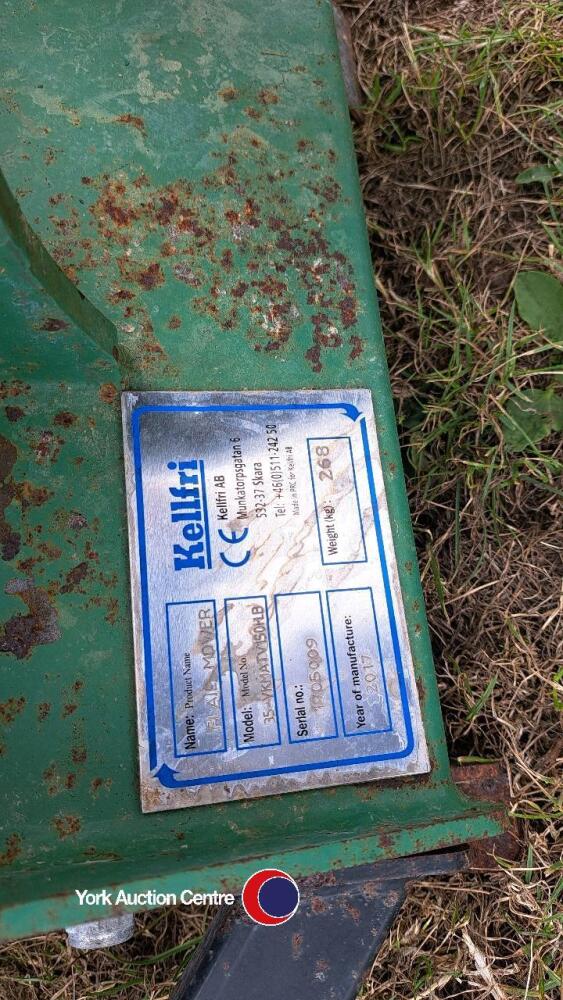 Kellfri
CE Kellfri AB
Munkatorpsgatan 6
532-37 Skara
Tel: +46(0)511-242 50
Made in PRC for Kellfri AB
Name: Product Name
FLAIL MOWER
Model: Model No
35-VKMATV150HLB
Serial no.:
Weight (kg): 268
Year of manufacture:
2017
York Auction Centre